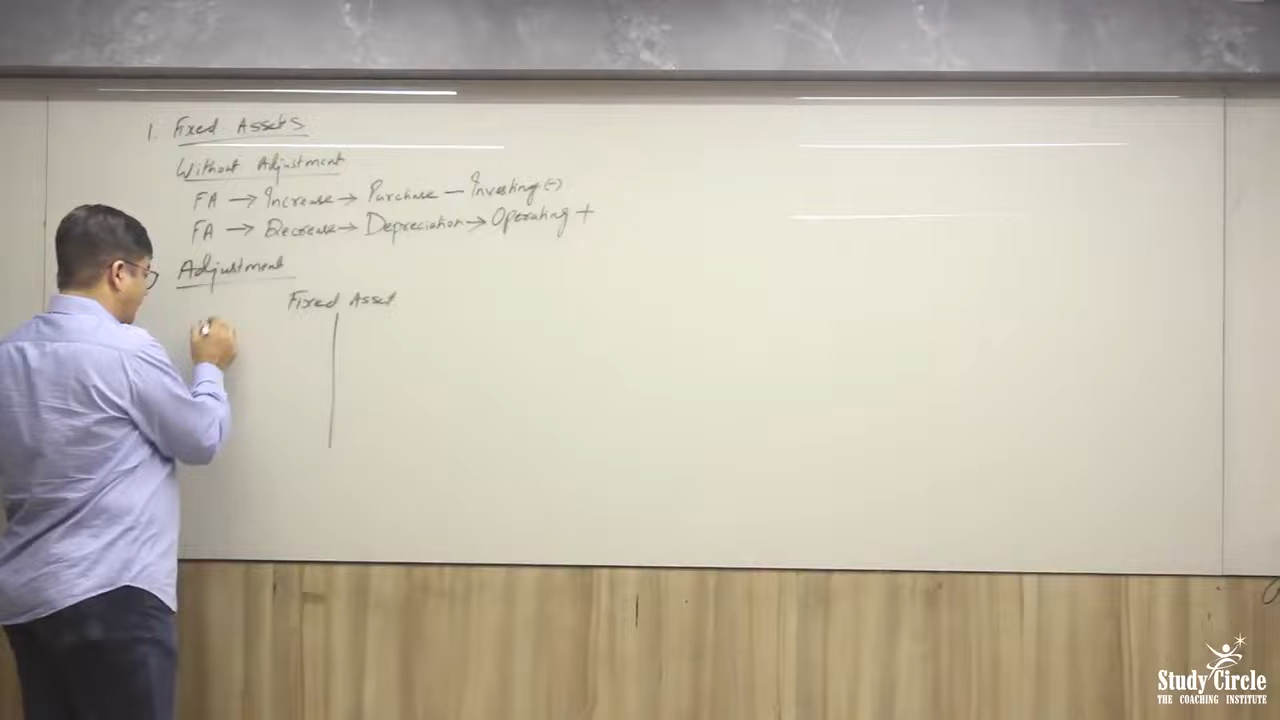 1. Fixed Assets
Without Adjustment
FA → Increase → Purchase — Investing (-)
FA → Decrease → Depreciation → Operating +
Adjustment
Fixed Asset
Study Circle
THE COACHING INSTITUTE